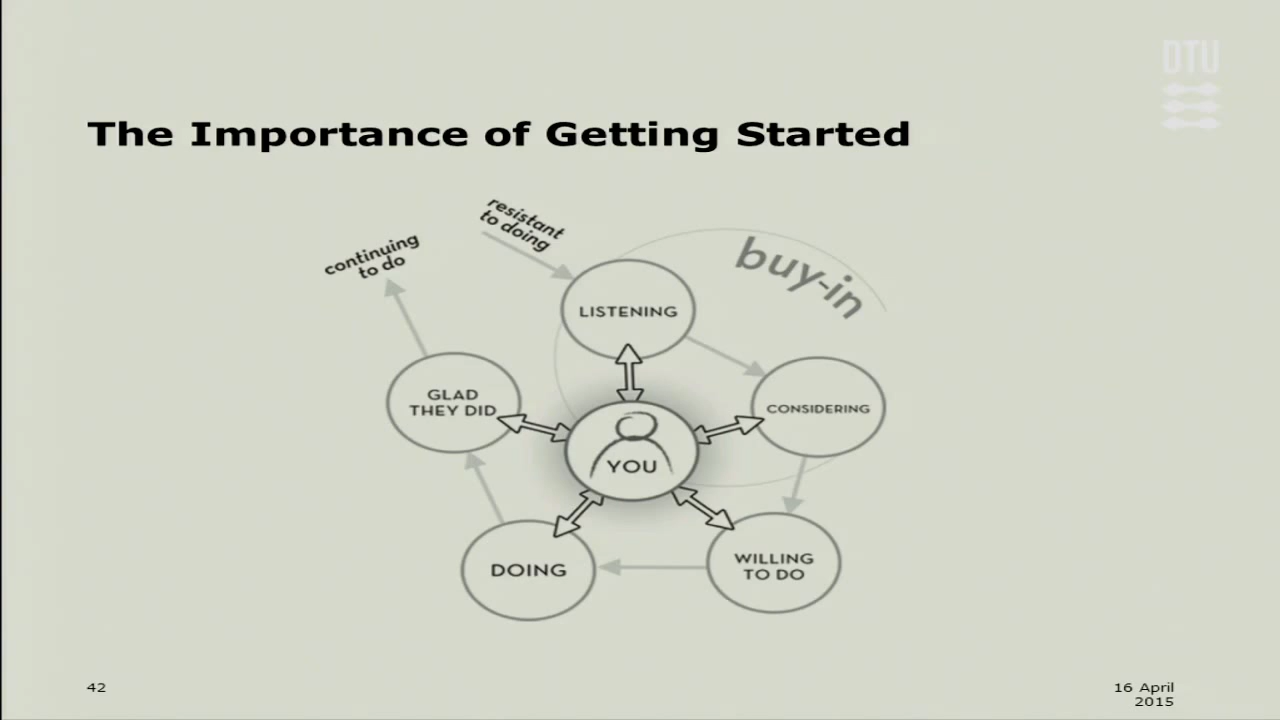 DTU
The Importance of Getting Started
resistant
to doing
continuing
to do
buy-in
LISTENING
GLAD
THEY DID
CONSIDERING
YOU
DOING
WILLING
TO DO
42
16 April
2015